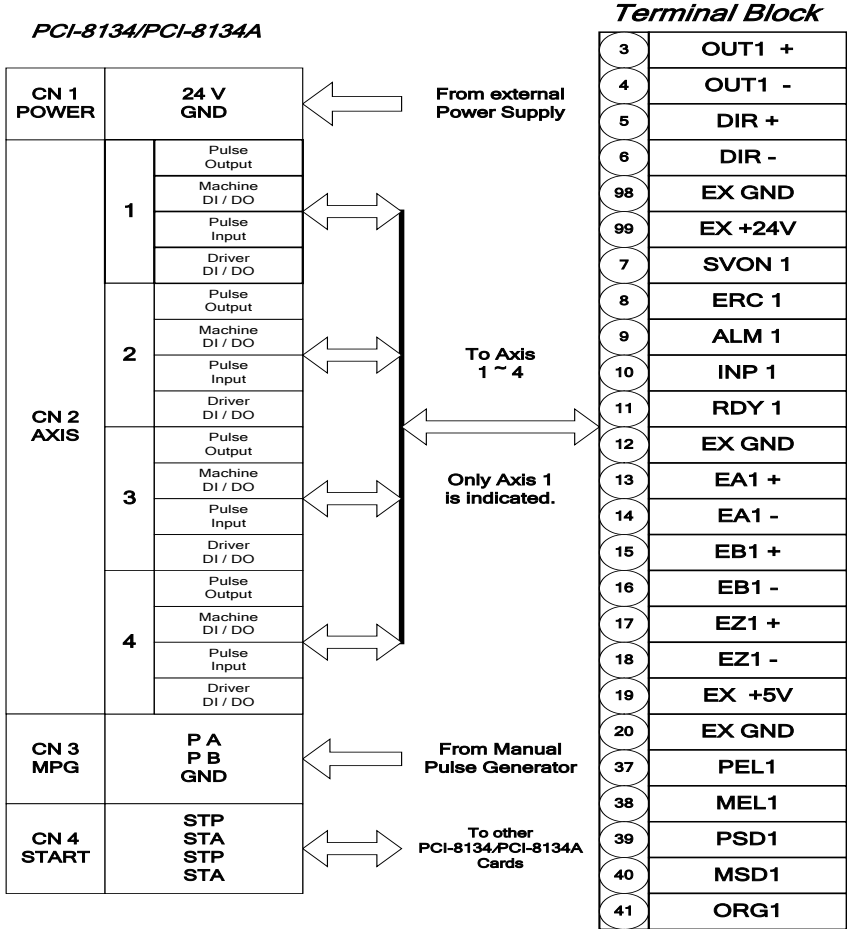 PCI-8134/PCI-8134A
CN 1
POWER
24 V
GND
From external
Power Supply
CN 2
AXIS
1
Pulse
Output
Machine
DI / DO
Pulse
Input
Driver
DI / DO
2
Pulse
Output
Machine
DI / DO
Pulse
Input
Driver
DI / DO
3
Pulse
Output
Machine
DI / DO
Pulse
Input
Driver
DI / DO
4
Pulse
Output
Machine
DI / DO
Pulse
Input
Driver
DI / DO
To Axis
1 ~ 4
Only Axis 1
is indicated.
CN 3
MPG
P A
P B
GND
From Manual
Pulse Generator
CN 4
START
STP
STA
STP
STA
To other
PCI-8134/PCI-8134A
Cards
Terminal Block
3 OUT1 +
4 OUT1 -
5 DIR +
6 DIR -
98 EX GND
99 EX +24V
7 SVON 1
8 ERC 1
9 ALM 1
10 INP 1
11 RDY 1
12 EX GND
13 EA1 +
14 EA1 -
15 EB1 +
16 EB1 -
17 EZ1 +
18 EZ1 -
19 EX +5V
20 EX GND
37 PEL1
38 MEL1
39 PSD1
40 MSD1
41 ORG1